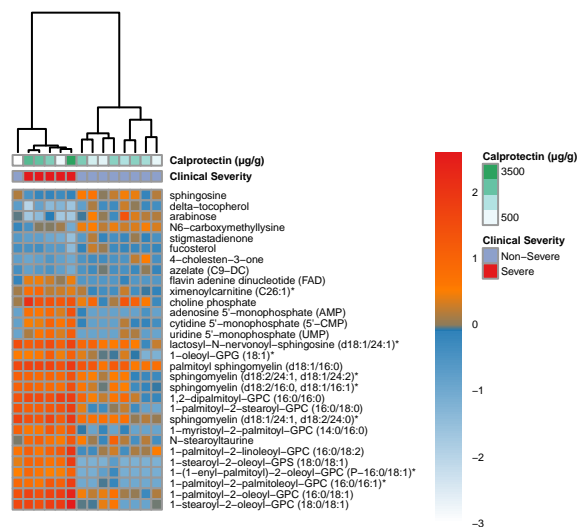 Calprotectin (µg/g)
Clinical Severity
sphingosine
delta−tocopherol
arabinose
N6−carboxymethyllysine
stigmastadienone
fucosterol
4−cholesten−3−one
azelate (C9−DC)
flavin adenine dinucleotide (FAD)
ximenoylcarnitine (C26:1)*
choline phosphate
adenosine 5'−monophosphate (AMP)
cytidine 5'−monophosphate (5'−CMP)
uridine 5'−monophosphate (UMP)
lactosyl−N−nervonoyl−sphingosine (d18:1/24:1)*
1−oleoyl−GPG (18:1)*
palmitoyl sphingomyelin (d18:1/16:0)
sphingomyelin (d18:2/24:1, d18:1/24:2)*
sphingomyelin (d18:2/16:0, d18:1/16:1)*
1,2−dipalmitoyl−GPC (16:0/16:0)
1−palmitoyl−2−stearoyl−GPC (16:0/18:0)
sphingomyelin (d18:1/24:1, d18:2/24:0)*
1−myristoyl−2−palmitoyl−GPC (14:0/16:0)
N−stearoyltaurine
1−palmitoyl−2−linoleoyl−GPC (16:0/18:2)
1−stearoyl−2−oleoyl−GPS (18:0/18:1)
1−(1−enyl−palmitoyl)−2−oleoyl−GPC (P−16:0/18:1)*
1−palmitoyl−2−palmitoleoyl−GPC (16:0/16:1)*
1−palmitoyl−2−oleoyl−GPC (16:0/18:1)
1−stearoyl−2−oleoyl−GPC (18:0/18:1)
2
1
0
−1
−2
−3
Calprotectin (µg/g)
3500
500
Clinical Severity
Non−Severe
Severe